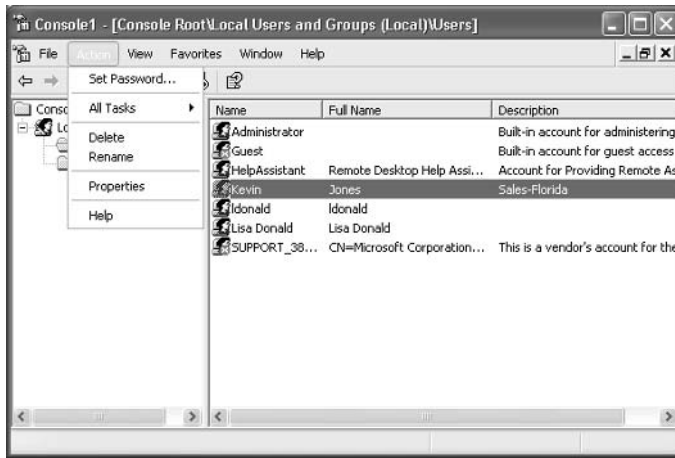 Console1 - [Console Root\Local Users and Groups (Local)\Users]
File Action View Favorites Window Help
Set Password...
All Tasks
Delete
Rename
Properties
Help
Name Full Name Description
Administrator Built-in account for administering
Guest Built-in account for guest access
HelpAssistant Remote Desktop Help Assi... Account for Providing Remote As
Kevin Jones Sales-Florida
ldonald ldonald
Lisa Donald Lisa Donald
SUPPORT_38... CN=Microsoft Corporation... This is a vendor's account for the
Conso
Lo